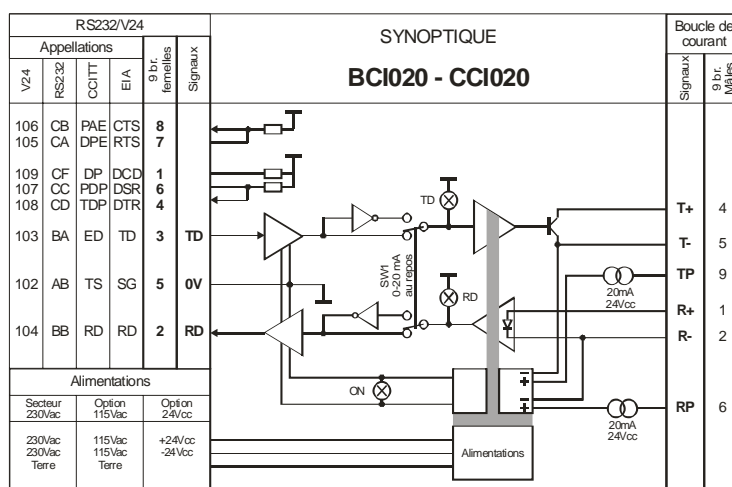 RS232/V24
Appellations
V24 RS232 CCITT EIA 9 br. femelles Signaux
106 CB PAE CTS 8
105 CA DPE RTS 7
109 CF DP DCD 1
107 CC PDP DSR 6
108 CD TDP DTR 4
103 BA ED TD 3 TD
102 AB TS SG 5 0V
104 BB RD RD 2 RD
Alimentations
Secteur 230Vac
Option 115Vac
Option 24Vcc
230Vac 115Vac +24Vcc
230Vac 115Vac -24Vcc
Terre Terre
SYNOPTIQUE
BCI020 - CCI020
TD
SW1
0-20 mA
au repos
RD
ON
20mA
24Vcc
20mA
24Vcc
Alimentations
Boucle de
courant
Signaux 9 br. Mâles
T+ 4
T- 5
TP 9
R+ 1
R- 2
RP 6